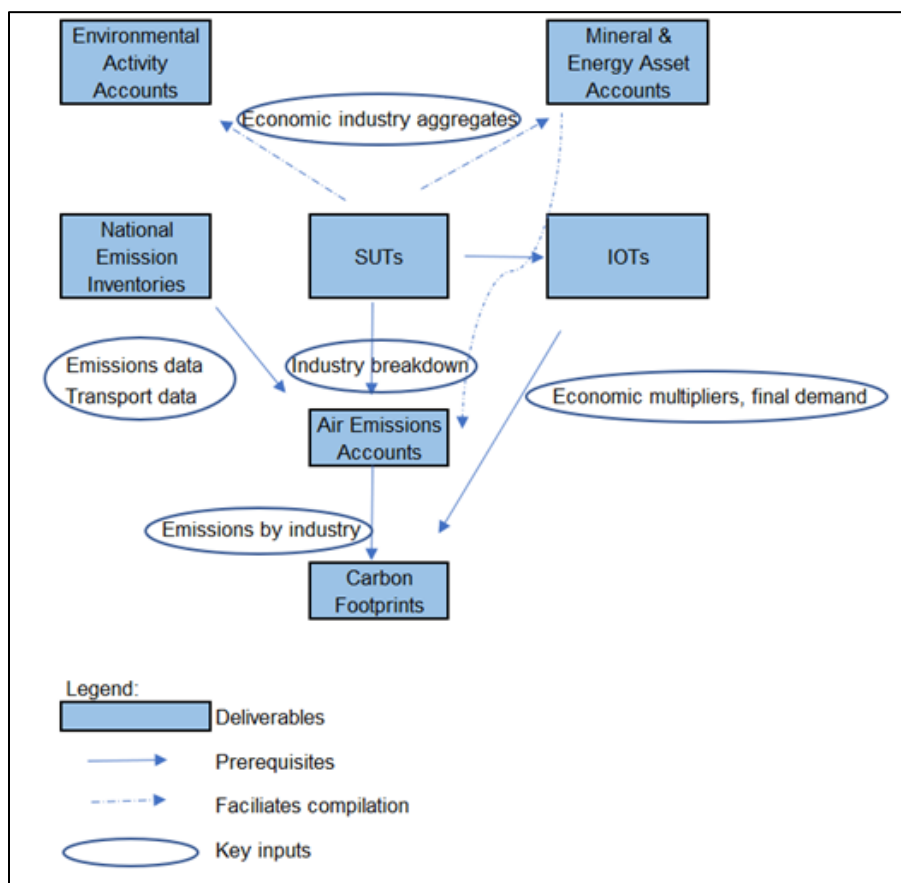 Environmental
Activity
Accounts
Mineral &
Energy Asset
Accounts
Economic industry aggregates
National
Emission
Inventories
SUTs
IOTs
Emissions data
Transport data
Industry breakdown
Economic multipliers, final demand
Air Emissions
Accounts
Emissions by industry
Carbon
Footprints
Legend:
Deliverables
Prerequisites
Faciliates compilation
Key inputs